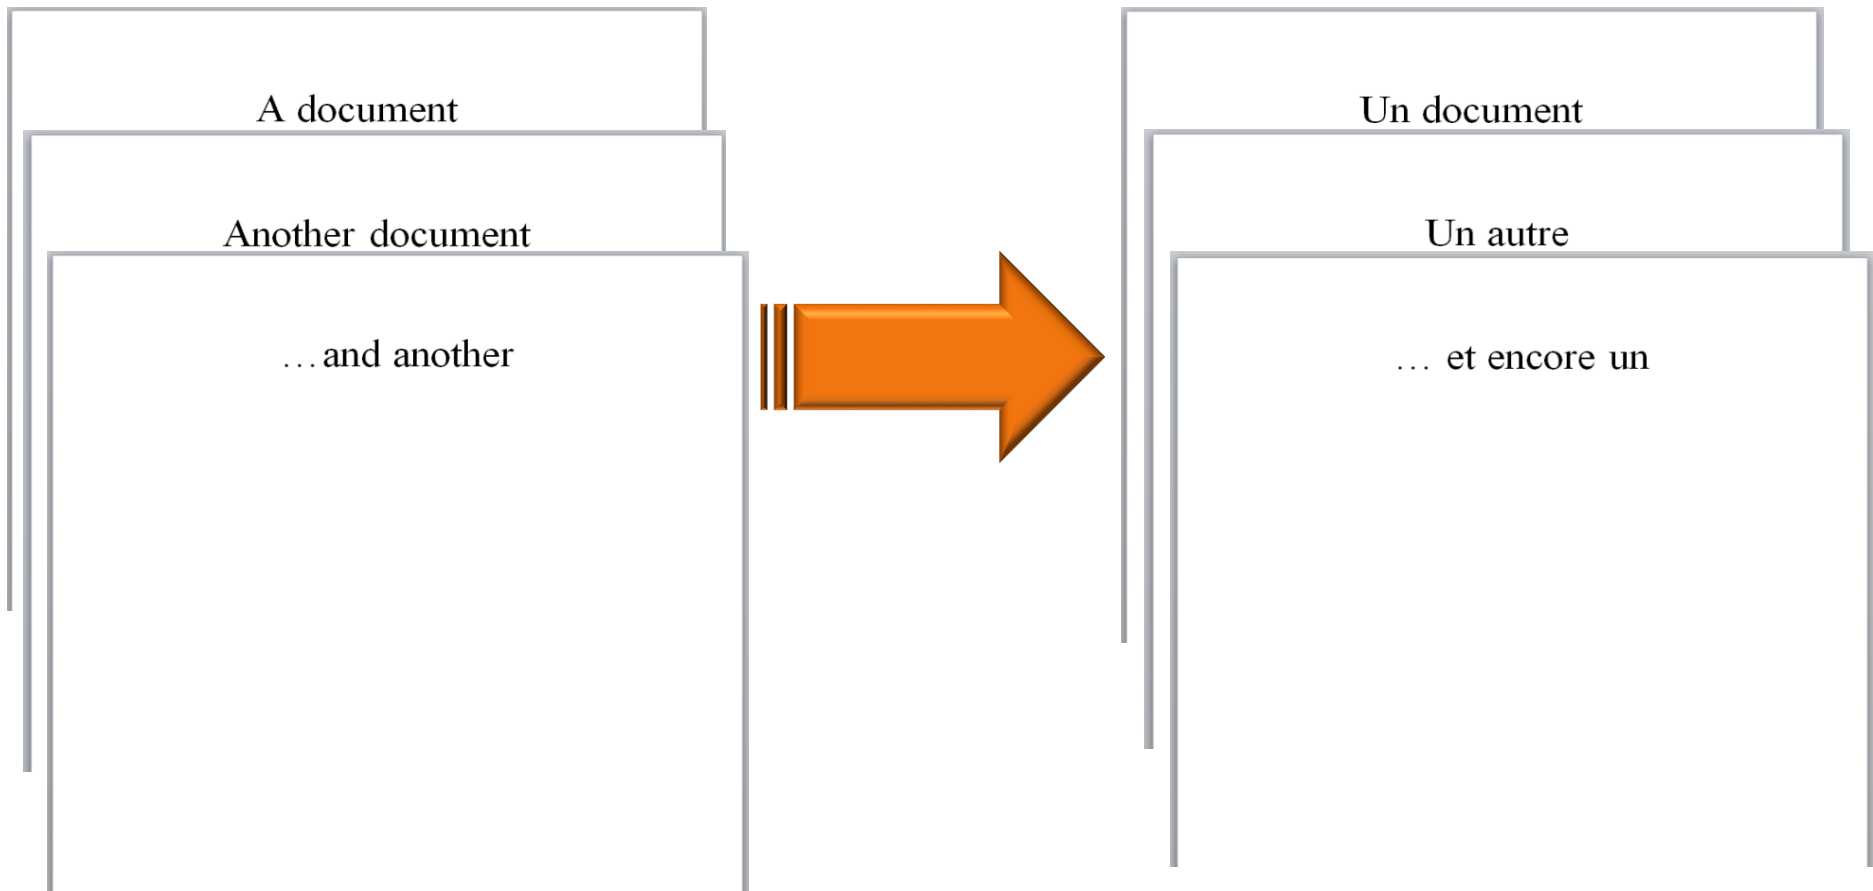 A document
Another document
…and another
Un document
Un autre
… et encore un